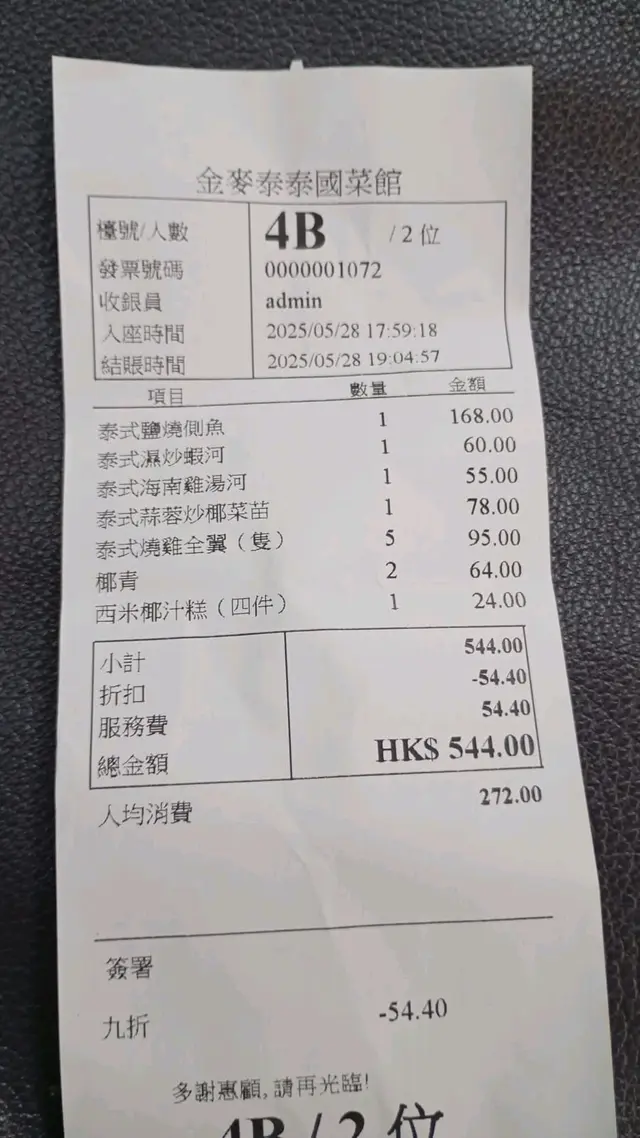 金麥泰泰國菜館
檯號/人數 4B / 2 位
發票號碼 0000001072
收銀員 admin
入座時間 2025/05/28 17:59:18
結賬時間 2025/05/28 19:04:57
項目 數量 金額
泰式鹽燒側魚 1 168.00
泰式濕炒蝦河 1 60.00
泰式海南雞湯河 1 55.00
泰式蒜蓉炒椰菜苗 1 78.00
泰式燒雞全翼（隻） 5 95.00
椰青 2 64.00
西米椰汁糕（四件） 1 24.00
小計 544.00
折扣 -54.40
服務費 54.40
總金額 HK$ 544.00
人均消費 272.00
簽署
九折 -54.40
多謝惠顧,請再光臨!
4B / 2 位